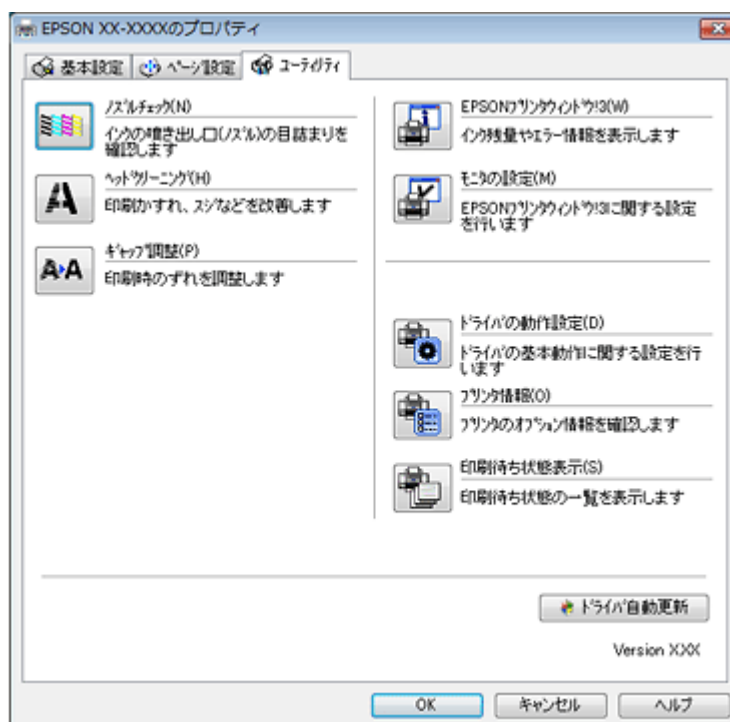 EPSON XX-XXXXのプロパティ
基本設定
ページ設定
ユーティリティ
ノズルチェック(N)
インクの噴き出し口(ノズル)の目詰まりを
確認します
ヘッドクリーニング(H)
印刷かすれ、スジなどを改善します
ギャップ調整(P)
印刷時のずれを調整します
EPSONプリンタウィンドウ!3(W)
インク残量やエラー情報を表示します
モニタの設定(M)
EPSONプリンタウィンドウ!3に関する設定
を行います
ドライバの動作設定(D)
ドライバの基本動作に関する設定を行
います
プリンタ情報(O)
プリンタのオプション情報を確認します
印刷待ち状態表示(S)
印刷待ち状態の一覧を表示します
ドライバ自動更新
Version X.XX
OK
キャンセル
ヘルプ